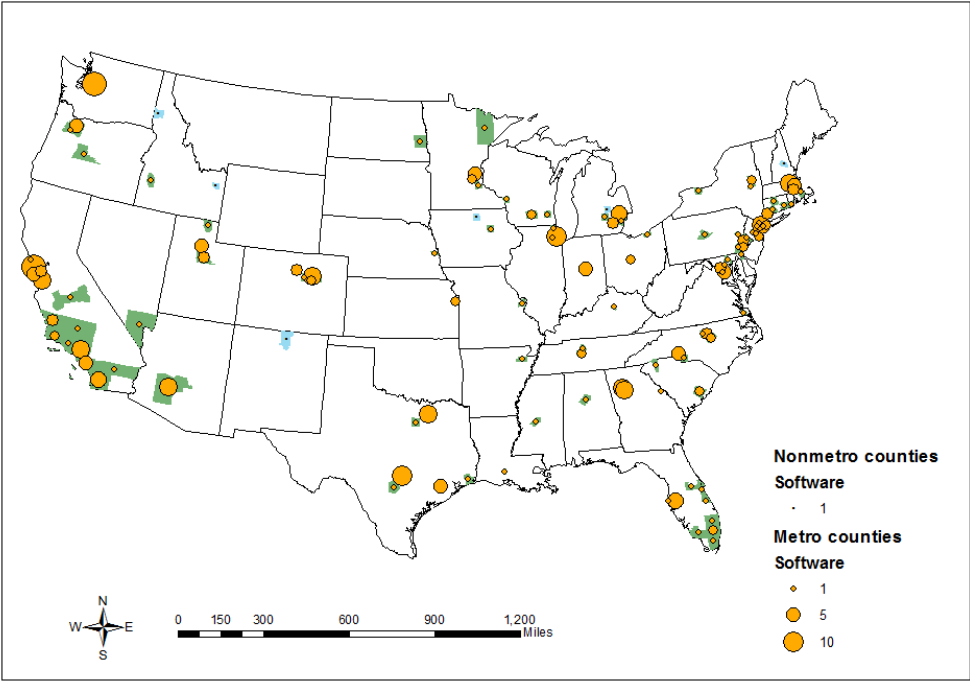 Nonmetro counties
Software
1
Metro counties
Software
1
5
10
N
W E
S
0 150 300 600 900 1,200
Miles